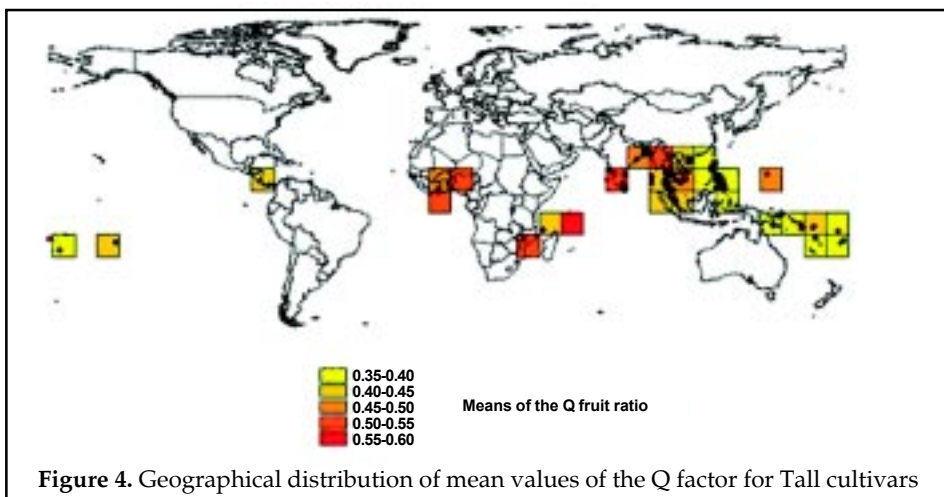 0.35-0.40
0.40-0.45
0.45-0.50
0.50-0.55
0.55-0.60
Means of the Q fruit ratio
Figure 4. Geographical distribution of mean values of the Q factor for Tall cultivars